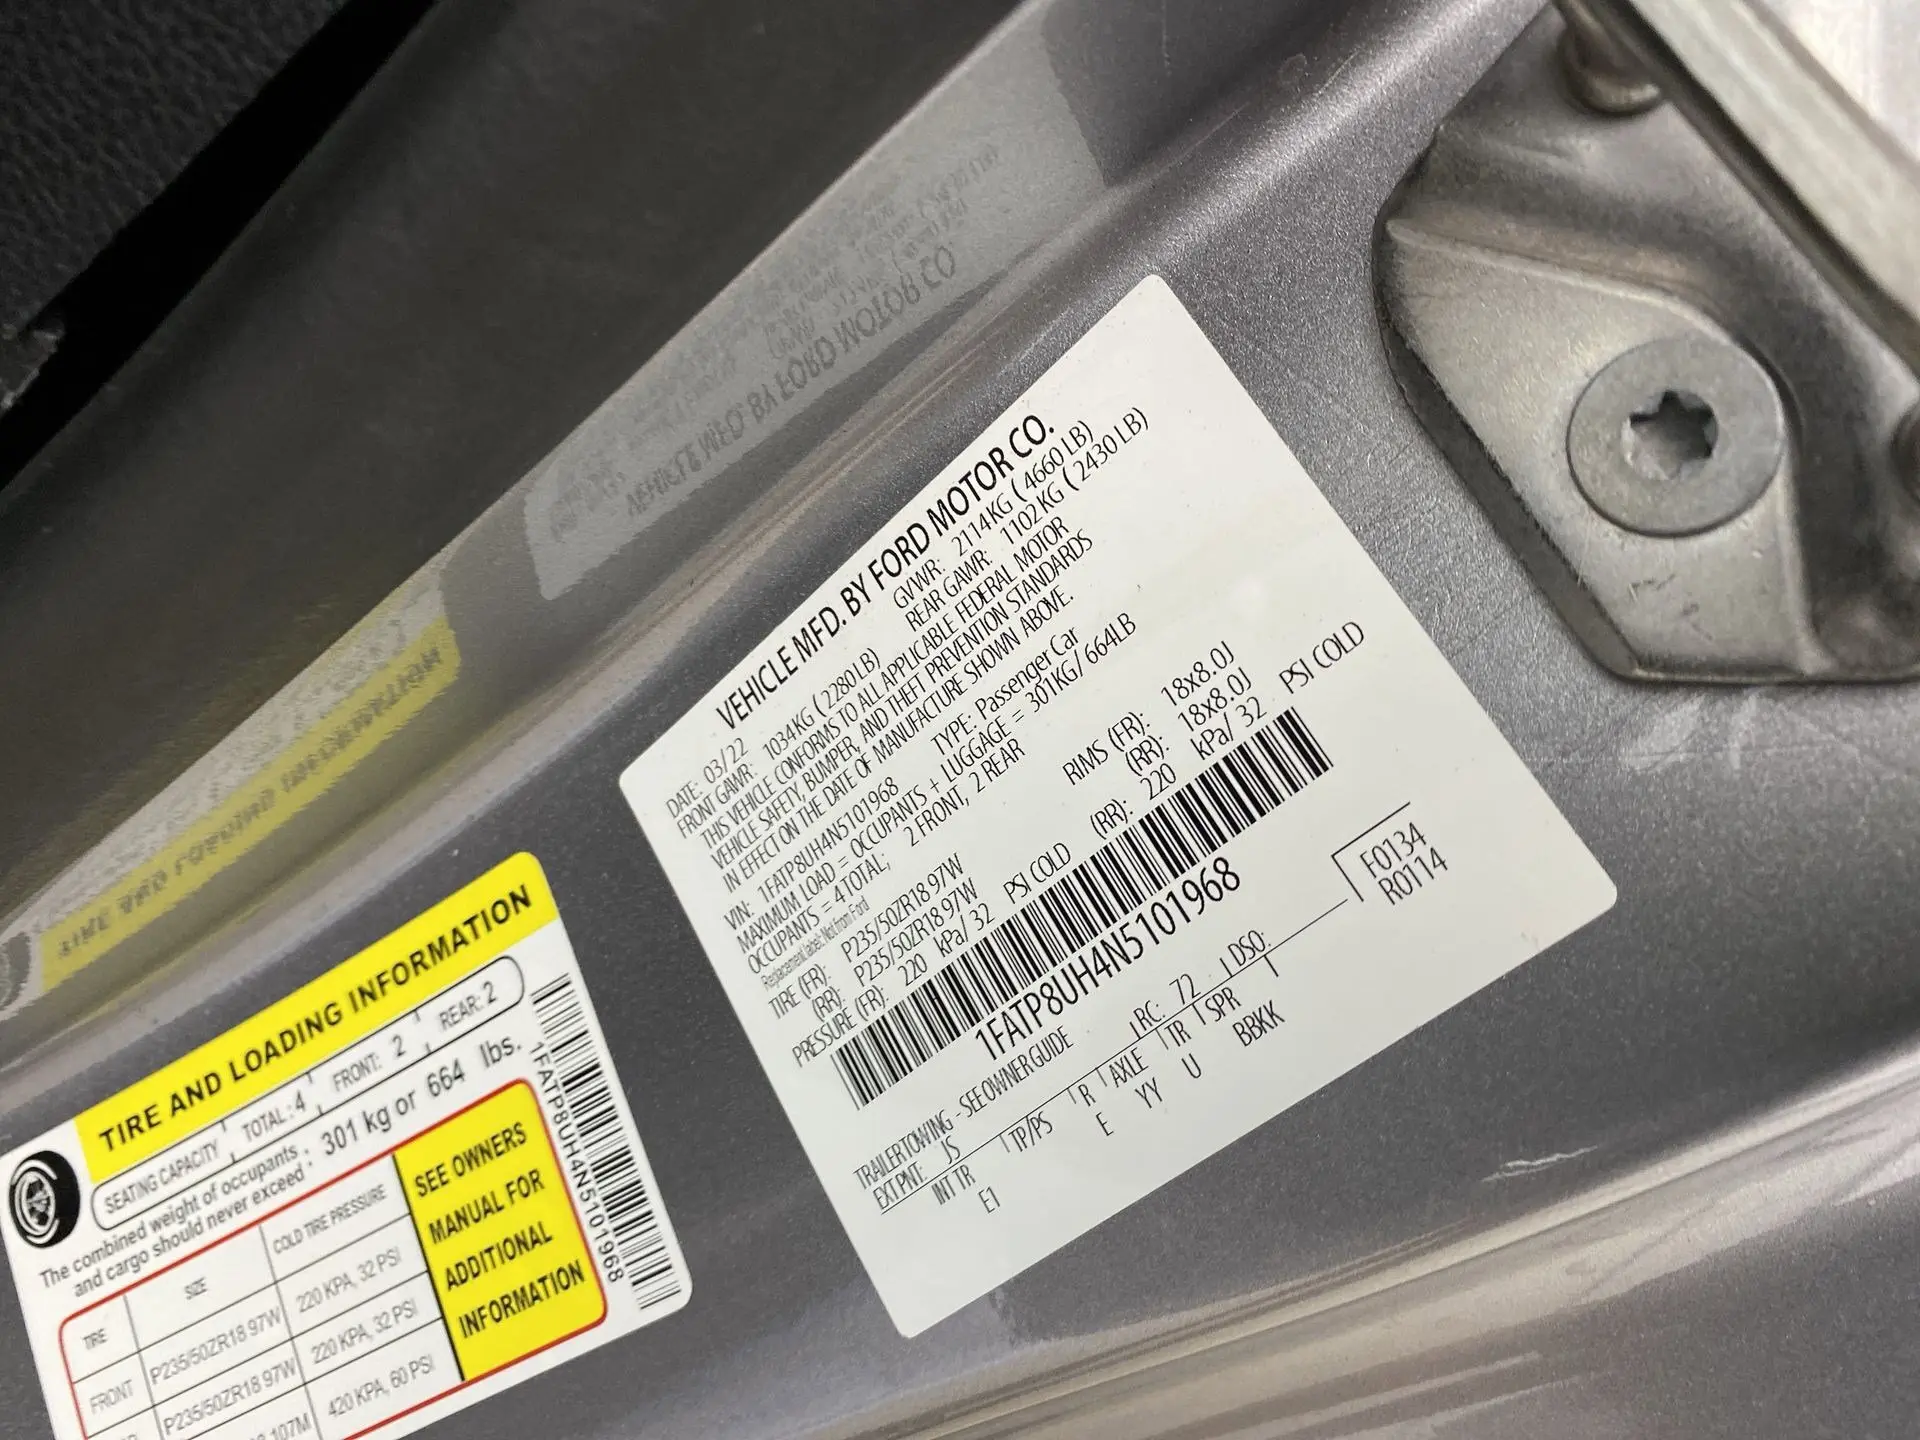 VEHICLE MFD. BY FORD MOTOR CO.
DATE: 03/22 GVWR: 2114KG ( 4660 LB)
FRONT GAWR: 1034KG ( 2280 LB) REAR GAWR: 1102KG ( 2430 LB)
THIS VEHICLE CONFORMS TO ALL APPLICABLE FEDERAL MOTOR
VEHICLE SAFETY, BUMPER, AND THEFT PREVENTION STANDARDS
IN EFFECT ON THE DATE OF MANUFACTURE SHOWN ABOVE.
VIN: 1FATP8UH4N5101968 TYPE: Passenger Car
MAXIMUM LOAD = OCCUPANTS + LUGGAGE = 301KG/ 664LB
OCCUPANTS = 4 TOTAL; 2 FRONT, 2 REAR
Replacement label: Not from Ford
TIRE (FR): P235/50ZR18 97W RIMS (FR): 18x8.0J
(RR): P235/50ZR18 97W (RR): 18x8.0J
PRESSURE (FR): 220 kPa/ 32 PSI COLD (RR): 220 kPa/ 32 PSI COLD
1FATP8UH4N5101968
F0134
R0114
TRAILER TOWING - SEE OWNER GUIDE
EXT PNT: JS RC: 72 DSO:
INT TR TP/PS R AXLE TR SPR
E1 E YY U BBKK
TIRE AND LOADING INFORMATION
SEATING CAPACITY TOTAL: 4 FRONT: 2 REAR: 2
The combined weight of occupants and cargo should never exceed: 301 kg or 664 lbs.
TIRE SIZE COLD TIRE PRESSURE
FRONT P235/50ZR18 97W 220 KPA, 32 PSI
P235/50ZR18 97W 220 KPA, 32 PSI
107M 420 KPA, 60 PSI
SEE OWNERS
MANUAL FOR
ADDITIONAL
INFORMATION
1FATP8UH4N5101968